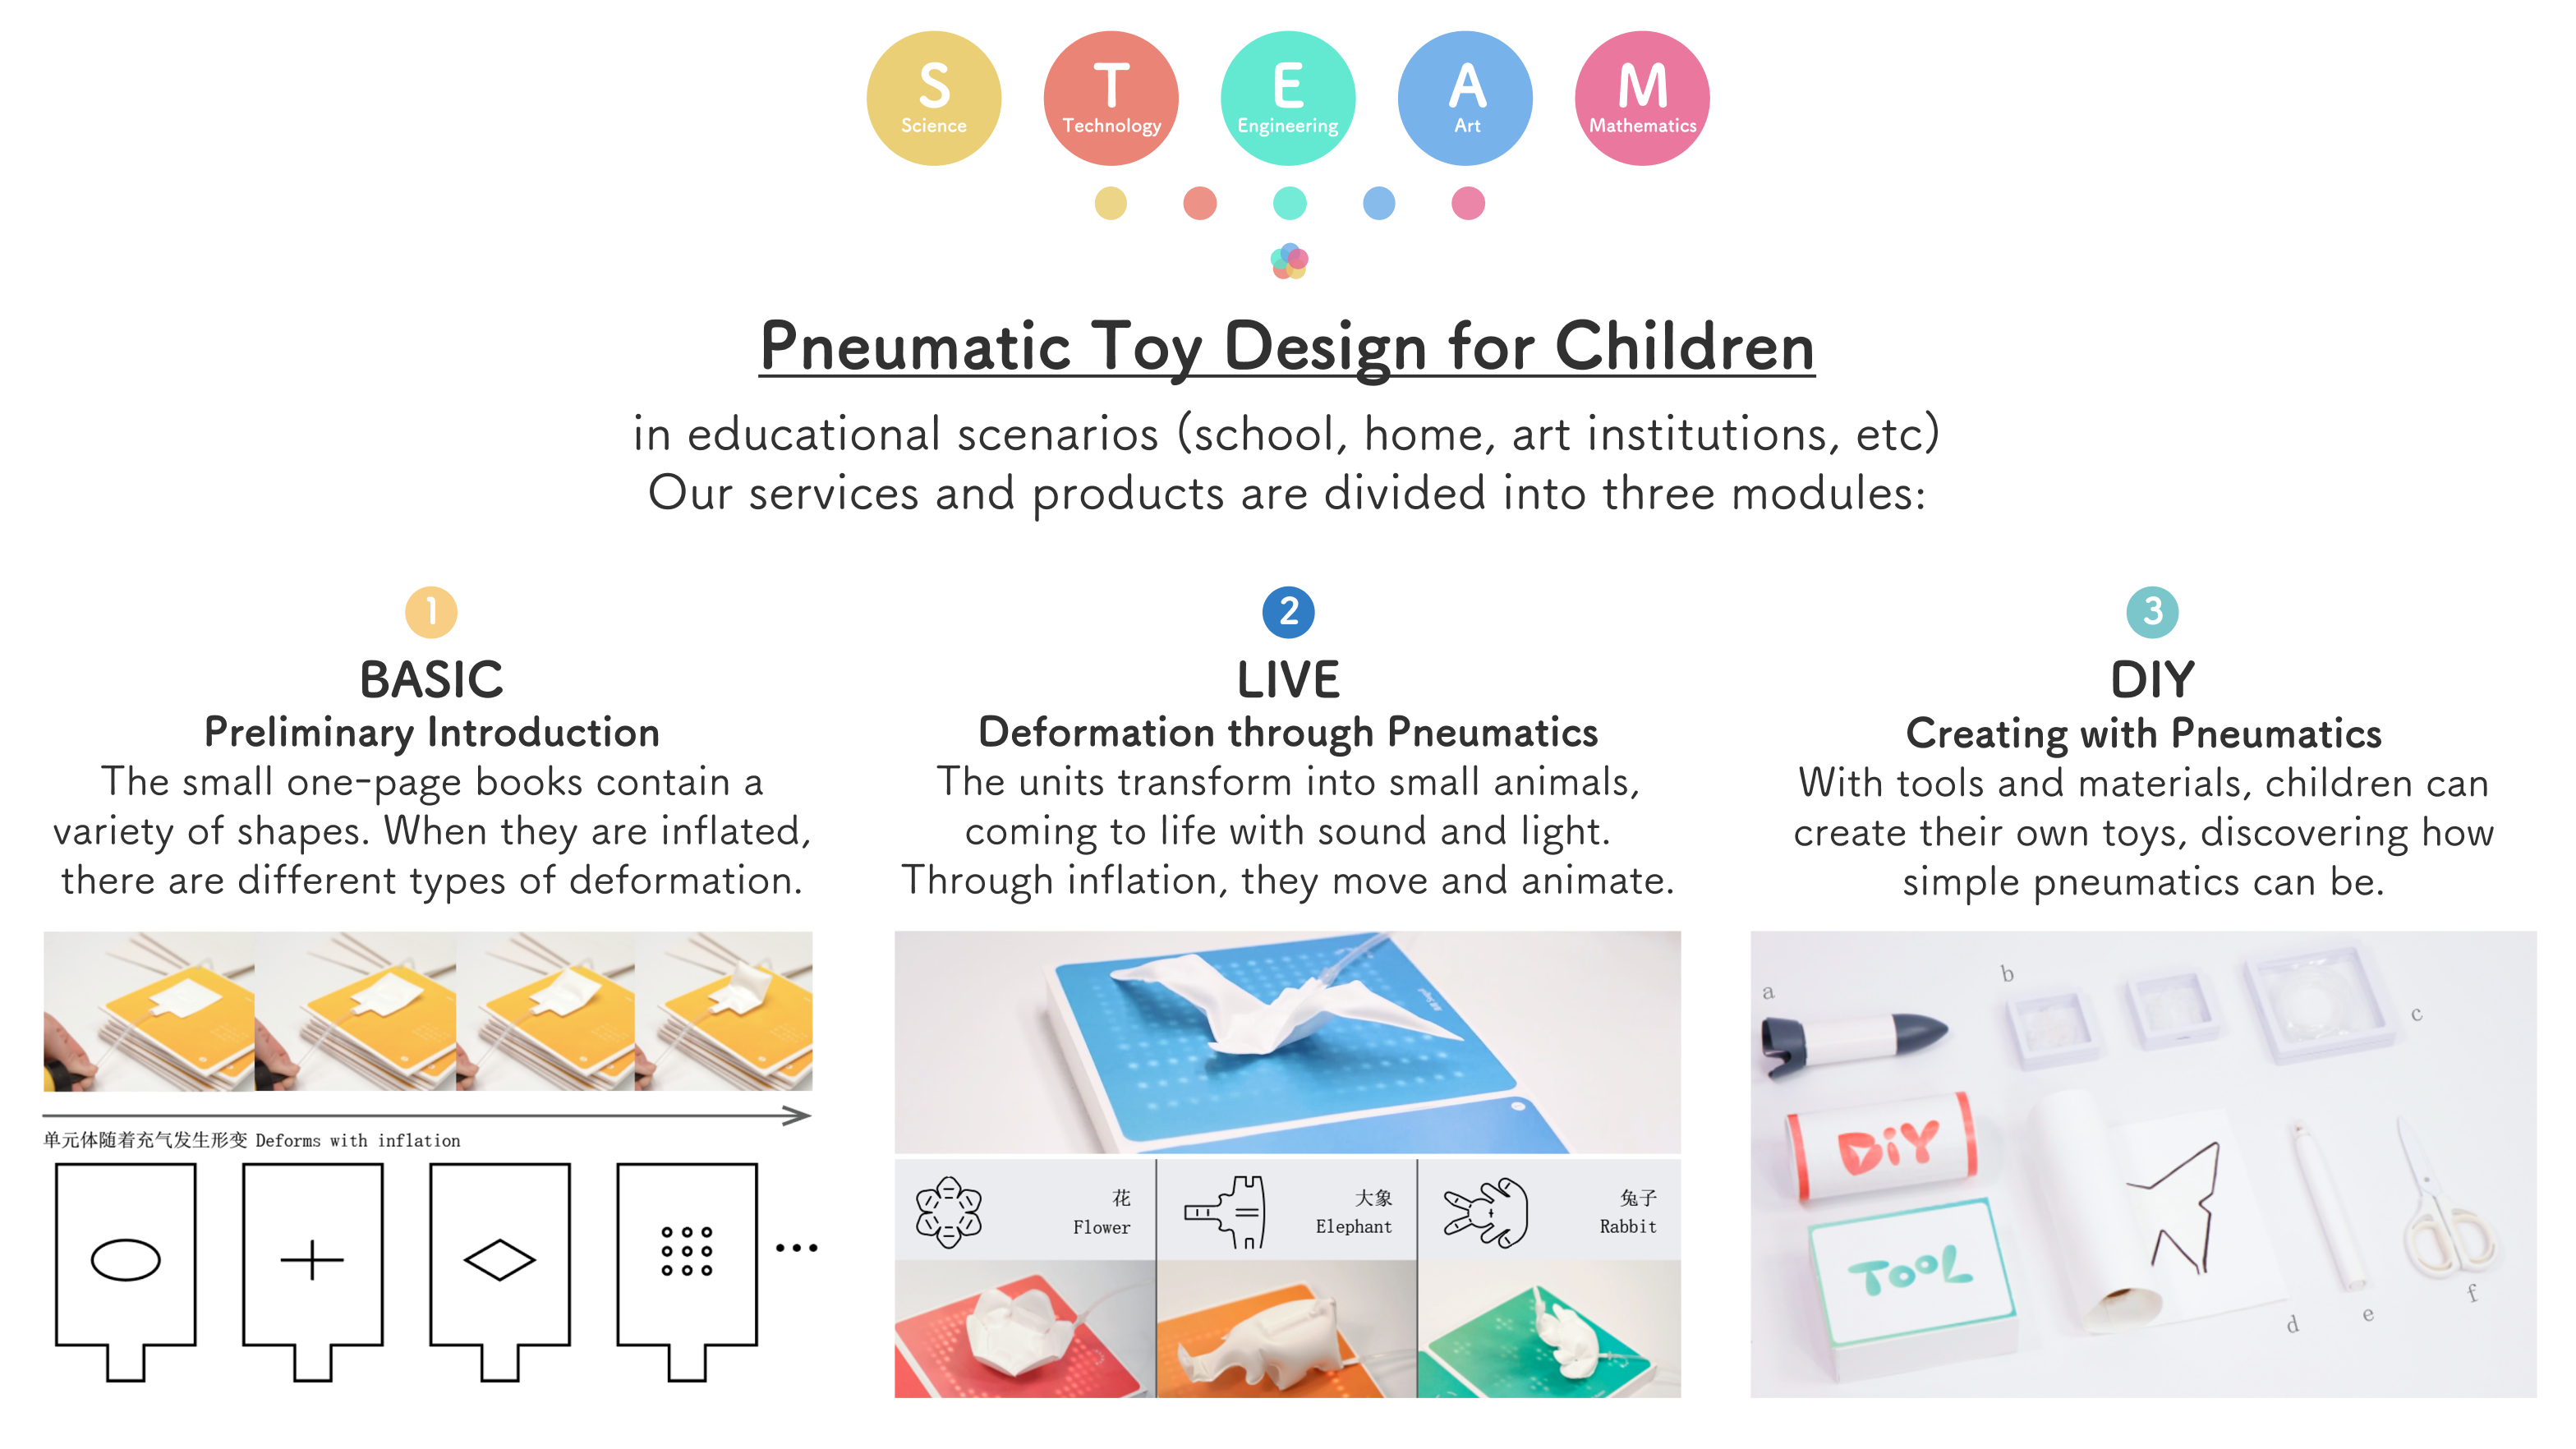 S
Science
T
Technology
E
Engineering
A
Art
M
Mathematics
Pneumatic Toy Design for Children
in educational scenarios (school, home, art institutions, etc)
Our services and products are divided into three modules:
1
BASIC
Preliminary Introduction
The small one-page books contain a
variety of shapes. When they are inflated,
there are different types of deformation.
单元体随着充气发生形变 Deforms with inflation
...
2
LIVE
Deformation through Pneumatics
The units transform into small animals,
coming to life with sound and light.
Through inflation, they move and animate.
花
Flower
大象
Elephant
兔子
Rabbit
3
DIY
Creating with Pneumatics
With tools and materials, children can
create their own toys, discovering how
simple pneumatics can be.
a
b
c
DiY
TOOL
d
e
f